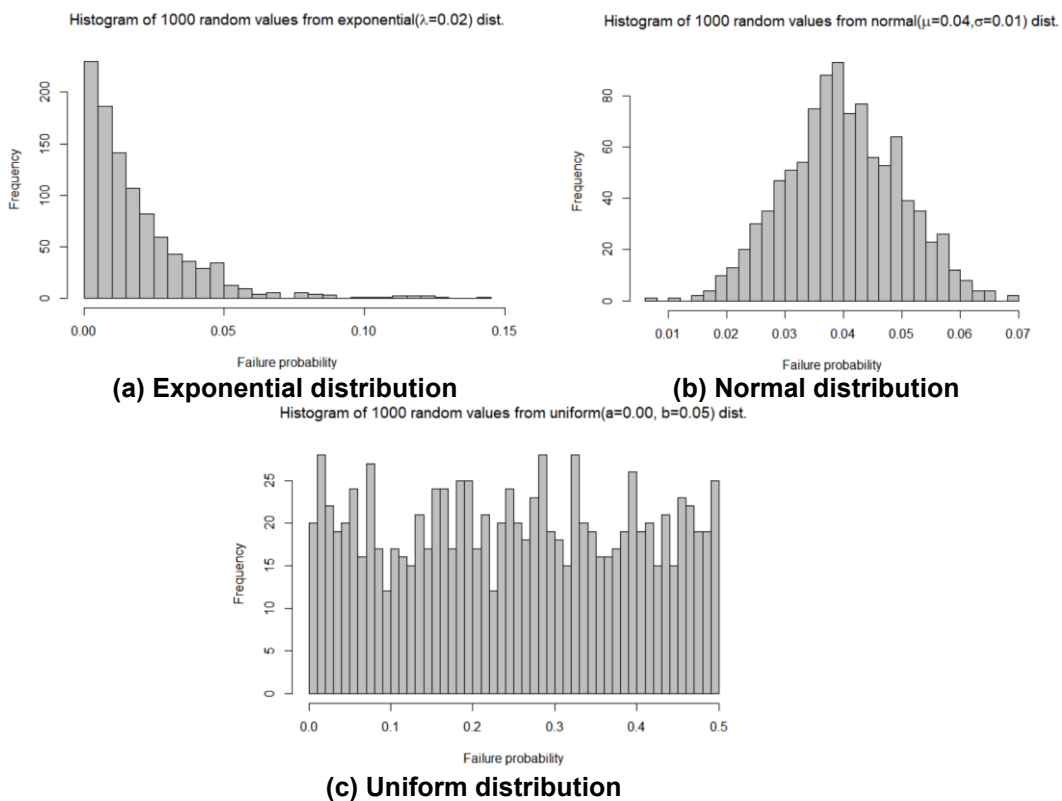 Histogram of 1000 random values from exponential(λ=0.02) dist.
Frequency
200
150
100
50
0
0.00
0.05
0.10
0.15
Failure probability
(a) Exponential distribution
Histogram of 1000 random values from normal(μ=0.04,σ=0.01) dist.
Frequency
80
60
40
20
0
0.01
0.02
0.03
0.04
0.05
0.06
0.07
Failure probability
(b) Normal distribution
Histogram of 1000 random values from uniform(a=0.00, b=0.05) dist.
Frequency
25
20
15
10
5
0
0.0
0.1
0.2
0.3
0.4
0.5
Failure probability
(c) Uniform distribution